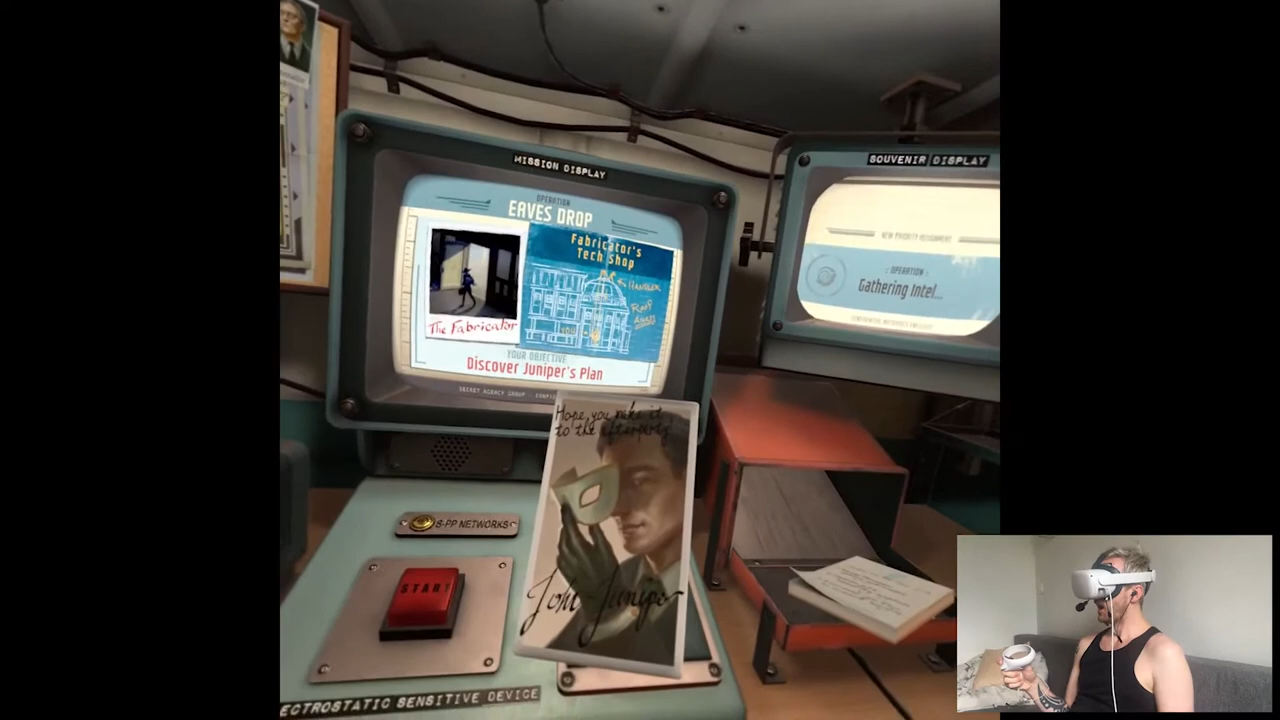 MISSION DISPLAY
OPERATION
EAVES DROP
Fabricator's
Tech Shop
HANDLER
ROOF
The Fabricator
YOUR OBJECTIVE
Discover Juniper's Plan
SOUVENIR DISPLAY
NEW PRIORITY ASSIGNMENT
: OPERATION :
Gathering Intel...
Hope you make it
to the afterparty!
John Juniper
S-PP NETWORKS
START
ECTROSTATIC SENSITIVE DEVICE